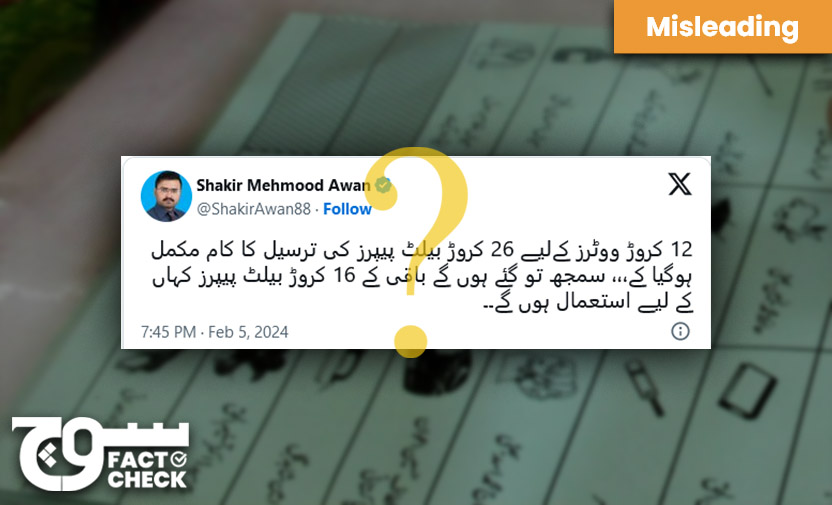 Misleading
Shakir Mehmood Awan
@ShakirAwan88 · Follow
12 کروڑ ووٹرز کےلیے 26 کروڑ بیلٹ پیپرز کی ترسیل کا کام مکمل
ہوگیا کے،،، سمجھ تو گئے ہوں گے باقی کے 16 کروڑ بیلٹ پیپرز کہاں
کے لیے استعمال ہوں گے۔۔
7:45 PM · Feb 5, 2024
?
سوچ
FACT
CHECK